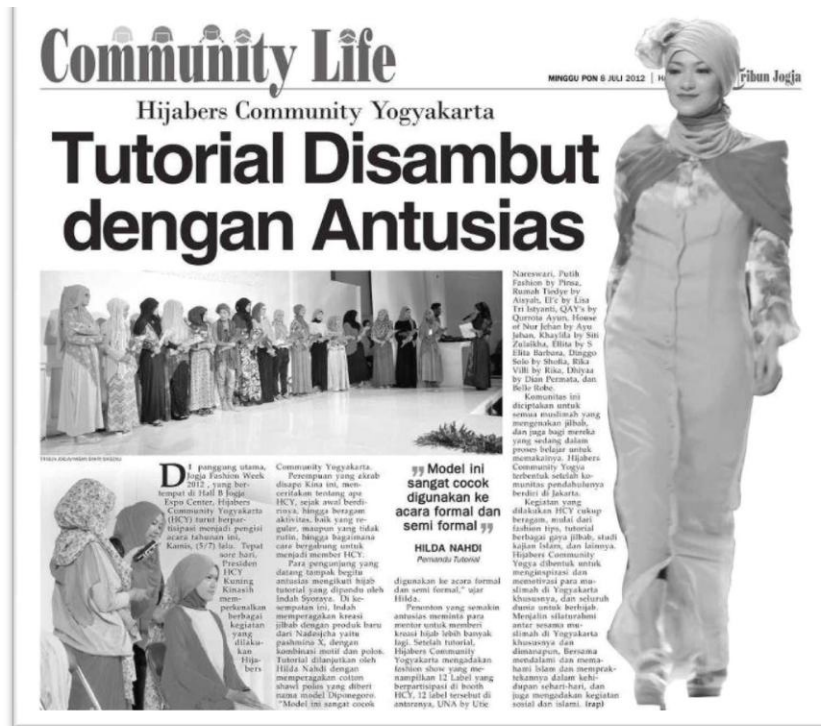 Community Life
MINGGU PON 6 JULI 2012
Tribun Jogja
Hijabers Community Yogyakarta
Tutorial Disambut
dengan Antusias
DI panggung utama,
Jogja Fashion Week
2012 , yang ber-
tempat di Hall B Jogja
Expo Center, Hijabers
Community Yogyakarta
(HCY) turut berpar-
tisipasi menjadi pengisi
acara tahunan ini,
Kamis, (5/7) lalu. Tepat
sore hari,
Presiden
HCY
Kuning
Kinasih
mem-
perkenalkan
berbagai
kegiatan
yang
dilaku-
kan
Hija-
bers
Community Yogyakarta.
Perempuan yang akrab
disapa Kina ini, men-
ceritakan tentang apa
HCY, sejak awal berdi-
rinya, hingga beragam
aktivitas, baik yang re-
guler, maupun yang tidak
rutin, hingga bagaimana
cara bergabung untuk
menjadi member HCY.
Para pengunjung yang
datang tampak begitu
antusias mengikuti hijab
tutorial yang dipandu oleh
Indah Syoraya. Di ke-
sempatan ini, Indah
memperagakan kreasi
jilbab dengan produk baru
dari Nadasjcha yaitu
pashmina X, dengan
kombinasi motif dan polos.
Tutorial dilanjutkan oleh
Hilda Nahdi dengan
memperagakan cotton
shawl polos yang diberi
nama model Diponegoro.
"Model ini sangat cocok
Model ini
sangat cocok
digunakan ke
acara formal dan
semi formal
HILDA NAHDI
Pemandu Tutorial
digunakan ke acara formal
dan semi formal," ujar
Hilda.
Penonton yang semakin
antusias meminta para
mentor untuk memberi
kreasi hijab lebih banyak
lagi. Setelah tutorial,
Hijabers Community
Yogyakarta mengadakan
fashion show yang me-
nampilkan 12 Label yang
berpartisipasi di booth
HCY, 12 label tersebut di
antaranya, UNA by Utie
Nareswari, Putih
Fashion by Pinsa,
Rumah Tiedye by
Aisyah, El'c by Lisa
Tri Istyanti, QAY's by
Qurrota Ayun, House
of Nur Jehan by Ayu
Jehan, Khaylila by Siti
Zulaikha, Ellita by S
Elita Barbara, Dinggo
Solo by Sholla, Rika
Villi by Rika, Dhiyaa
by Dian Permata, dan
Belle Robe.
Komunitas ini
diciptakan untuk
semua muslimah yang
mengenakan jilbab,
dan juga bagi mereka
yang sedang dalam
proses belajar untuk
memakainya. Hijabers
Community Yogya
terbentuk setelah ko-
munitas pendahulunya
berdiri di Jakarta.
Kegiatan yang
dilakukan HCY cukup
beragam, mulai dari
fashion tips, tutorial
berbagai gaya jilbab, studi
kajian Islam, dan lainnya.
Hijabers Community
Yogya dibentuk untuk
menginspirasi dan
memotivasi para mu-
slimah di Yogyakarta
khususnya, dan seluruh
dunia untuk berhijab.
Menjalin silaturahmi
antar sesama mu-
slimah di Yogyakarta
khususnya dan
dimanapun, Bersama
mendalami dan mema-
hami Islam dan memprak-
tekannya dalam kehi-
dupan sehari-hari, dan
juga mengadakan kegiatan
sosial dan islami. (rap)